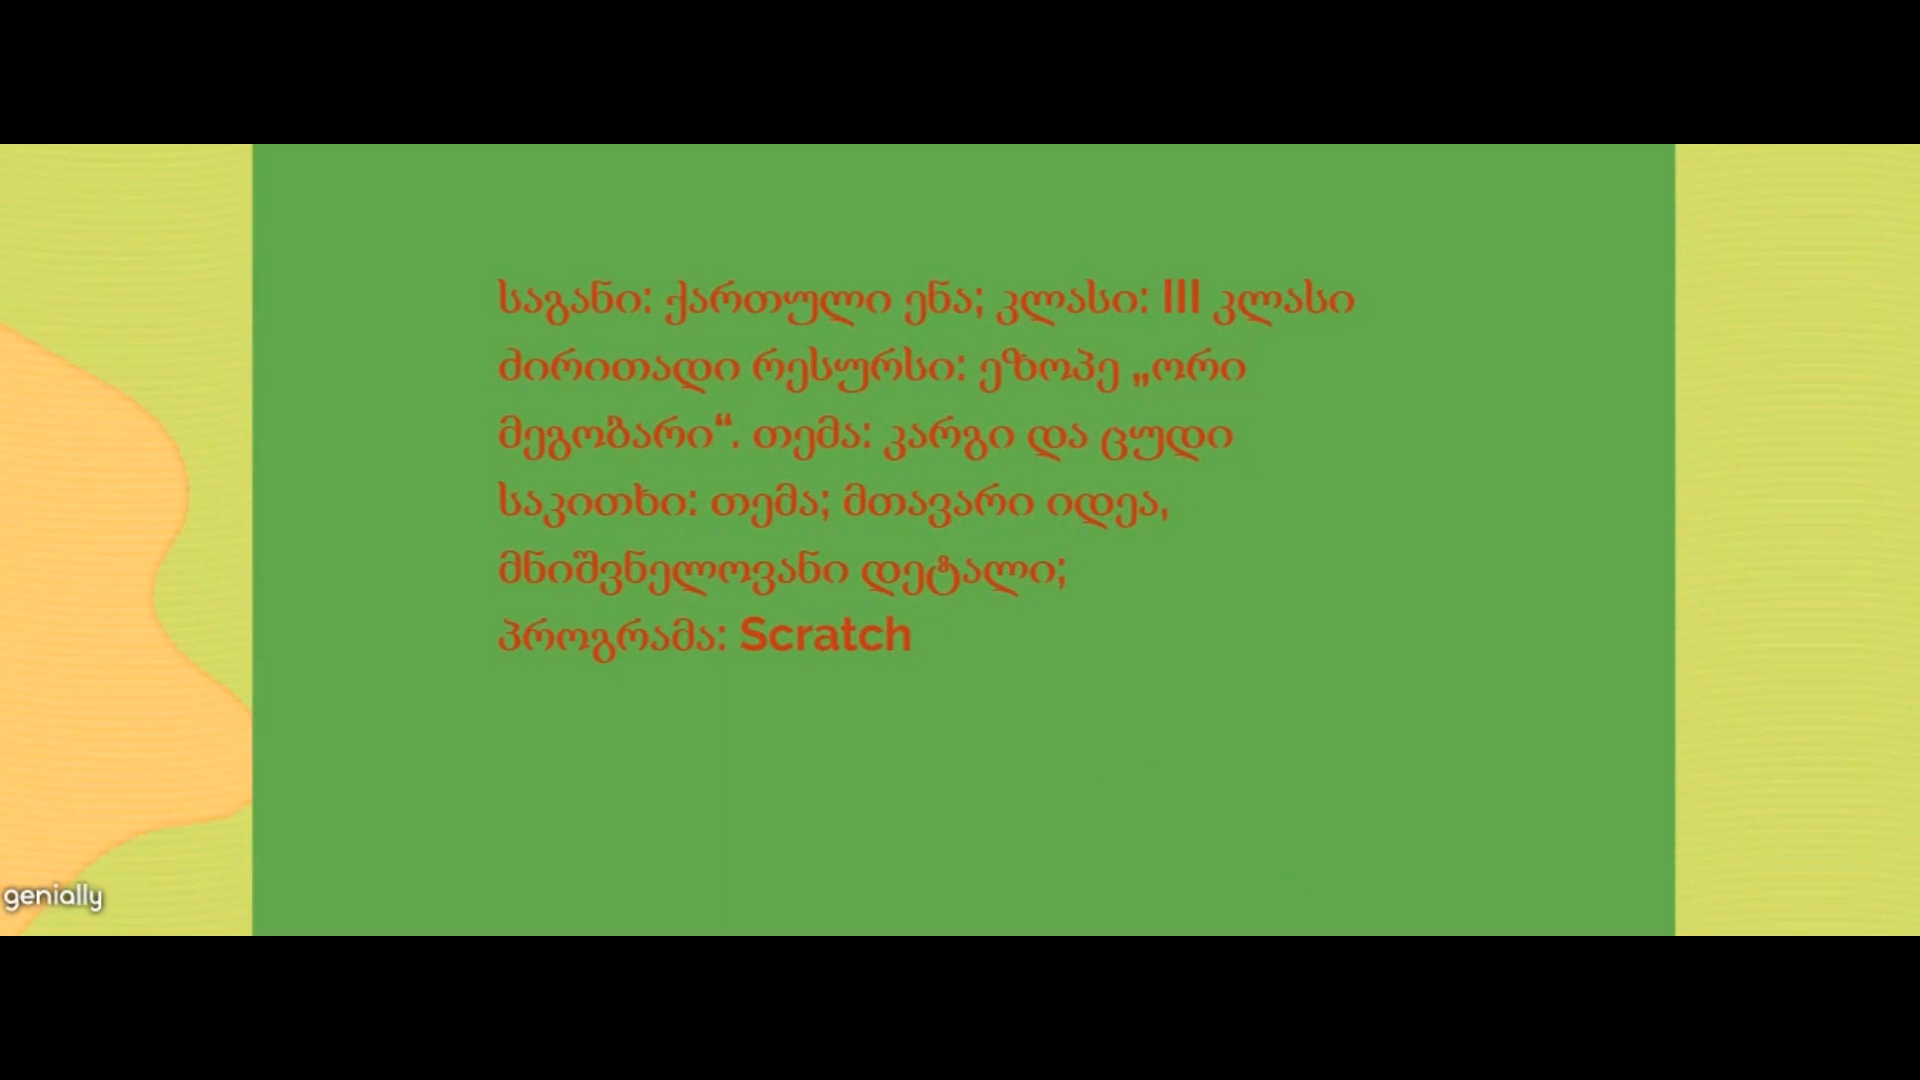 საგანი: ქართული ენა; კლასი: III კლასი
ძირითადი რესურსი: ეზოპე „ორი
მეგობარი“. თემა: კარგი და ცუდი
საკითხი: თემა; მთავარი იდეა,
მნიშვნელოვანი დეტალი;
პროგრამა: Scratch
genially